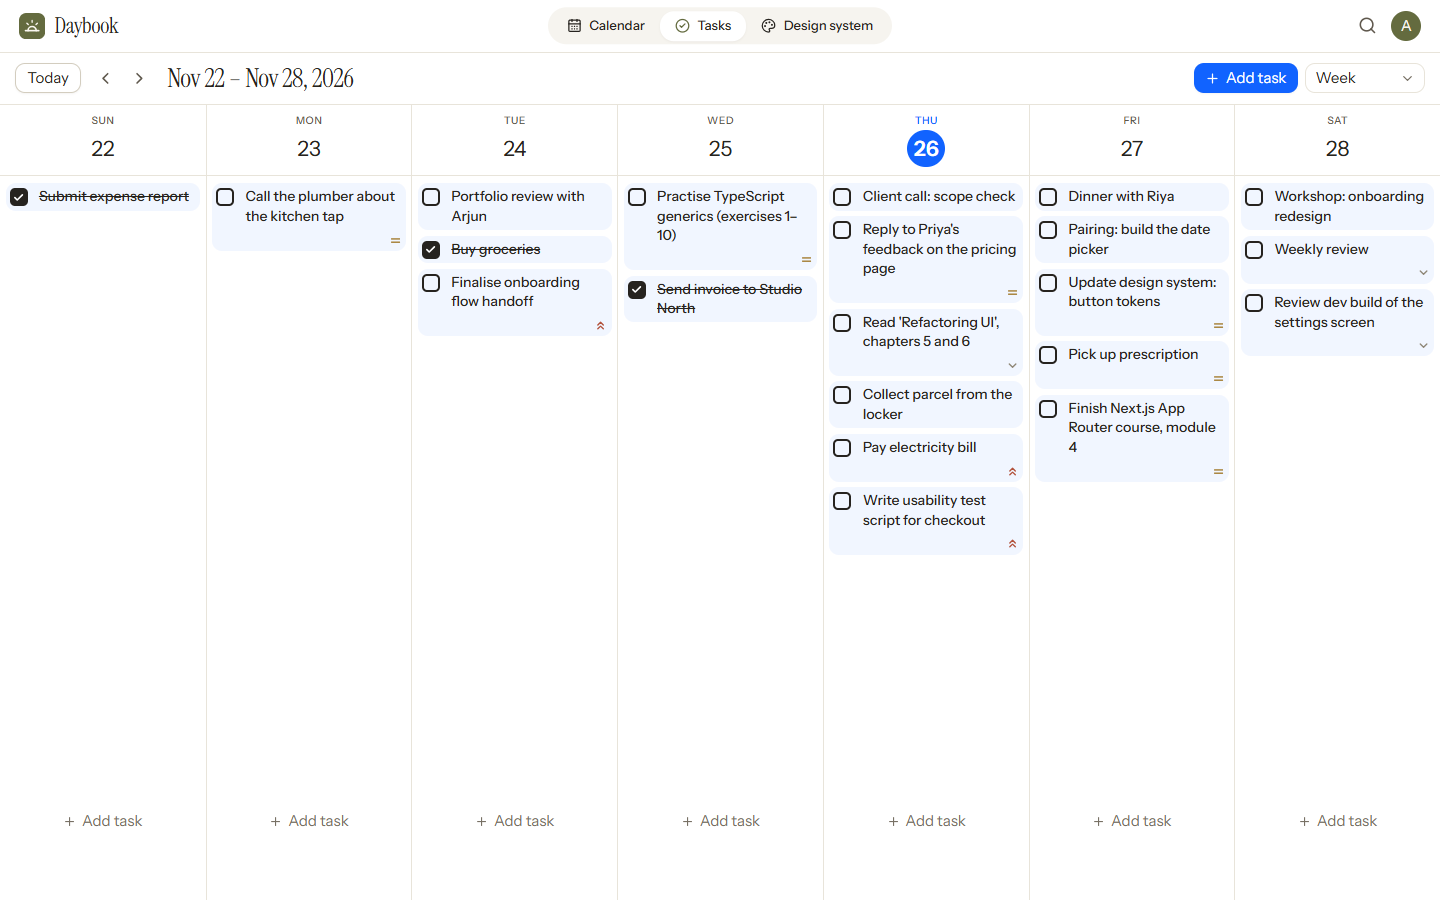 Daybook
Calendar
Tasks
Design system
A
Today
Nov 22 – Nov 28, 2026
Add task
Week
SUN
22
MON
23
TUE
24
WED
25
THU
26
FRI
27
SAT
28
Submit expense report
Call the plumber about
the kitchen tap
Portfolio review with
Arjun
Buy groceries
Finalise onboarding
flow handoff
Practise TypeScript
generics (exercises 1–
10)
Send invoice to Studio
North
Client call: scope check
Reply to Priya's
feedback on the pricing
page
Read 'Refactoring UI',
chapters 5 and 6
Collect parcel from the
locker
Pay electricity bill
Write usability test
script for checkout
Dinner with Riya
Pairing: build the date
picker
Update design system:
button tokens
Pick up prescription
Finish Next.js App
Router course, module
4
Workshop: onboarding
redesign
Weekly review
Review dev build of the
settings screen
Add task
Add task
Add task
Add task
Add task
Add task
Add task